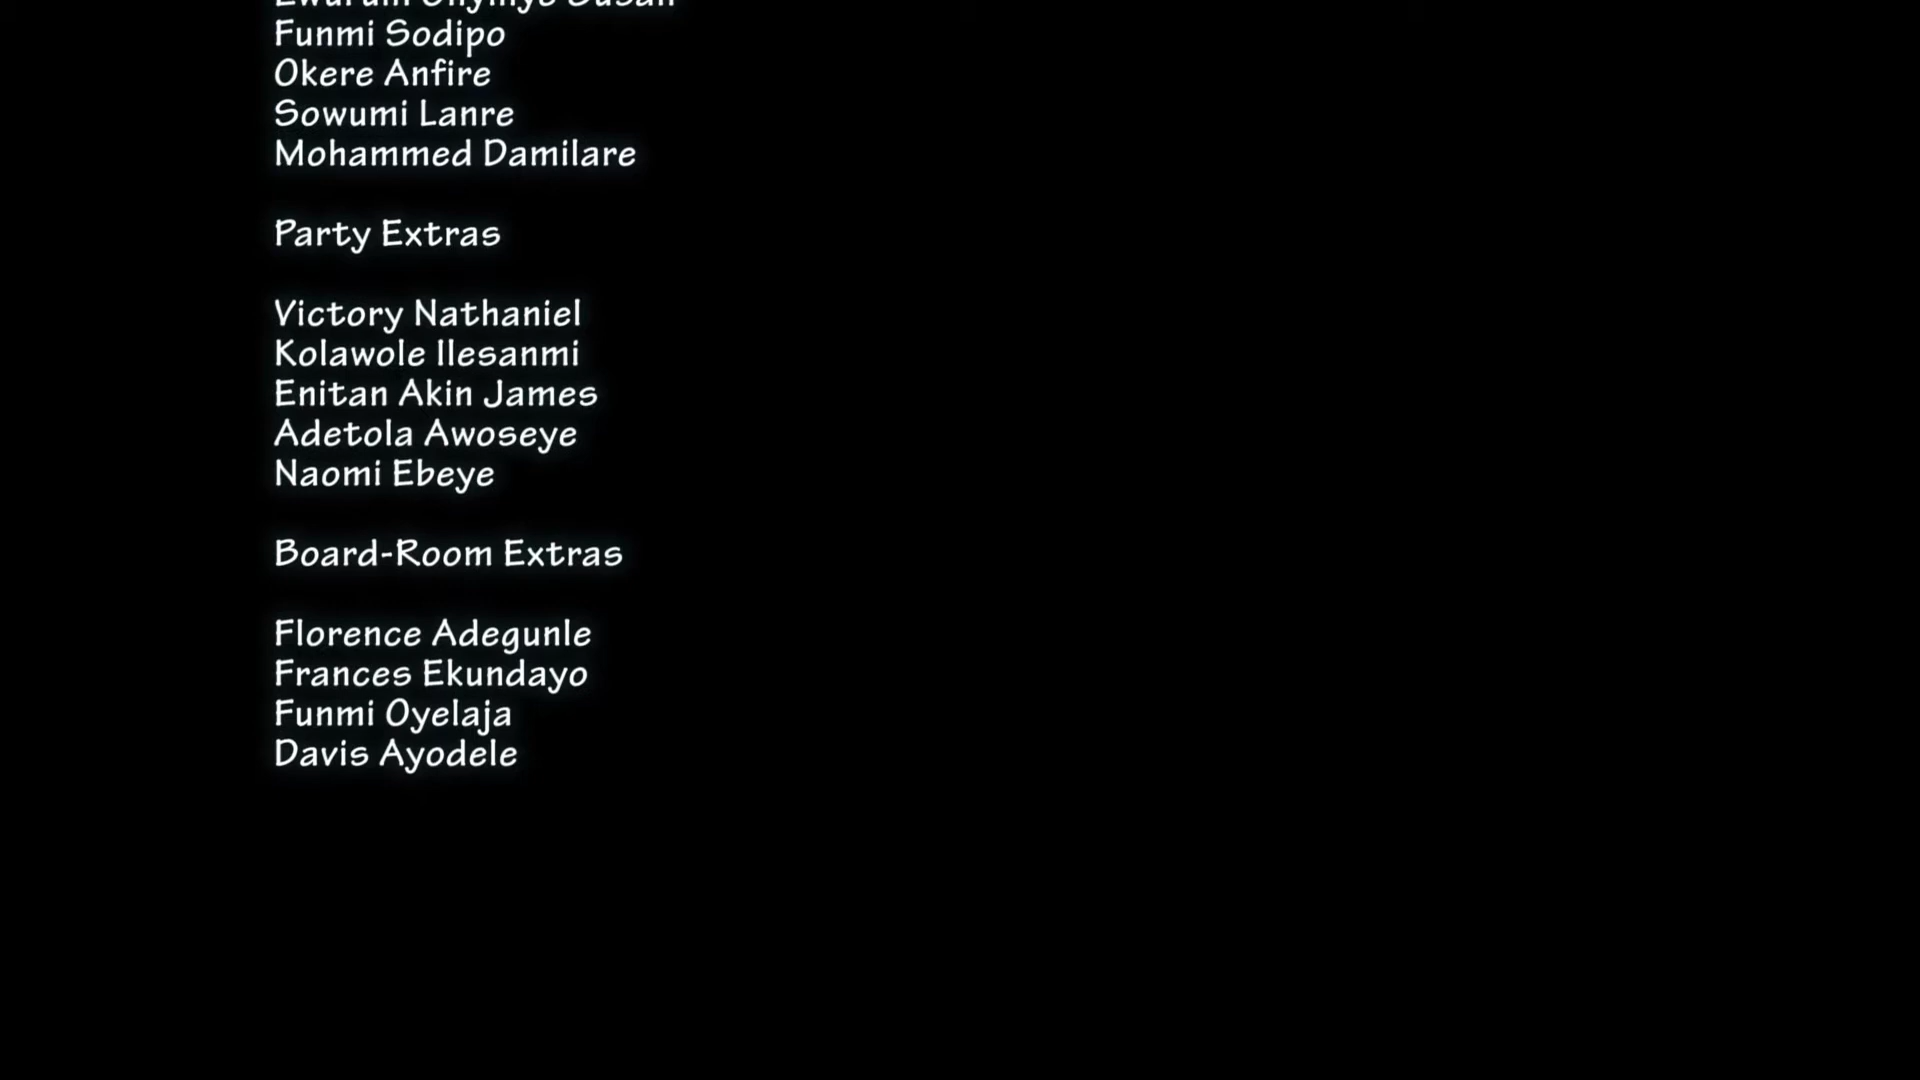 Susan
Funmi Sodipo
Okere Anfire
Sowumi Lanre
Mohammed Damilare
Party Extras
Victory Nathaniel
Kolawole Ilesanmi
Enitan Akin James
Adetola Awoseye
Naomi Ebeye
Board-Room Extras
Florence Adegunle
Frances Ekundayo
Funmi Oyelaja
Davis Ayodele